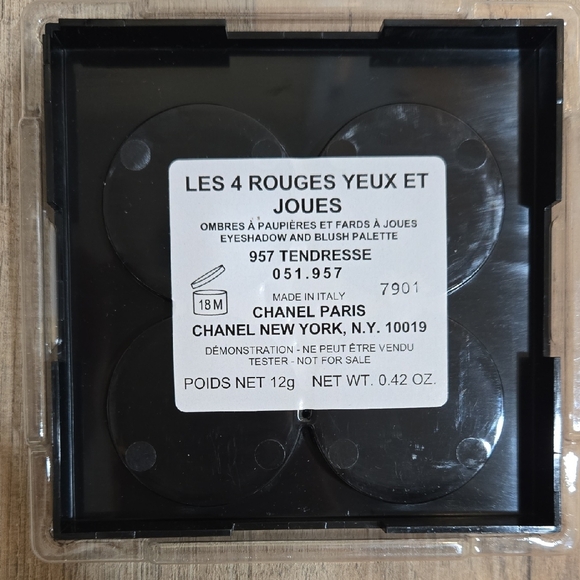 LES 4 ROUGES YEUX ET
JOUES
OMBRES À PAUPIÈRES ET FARDS À JOUES
EYESHADOW AND BLUSH PALETTE
957 TENDRESSE
051.957
18 M
MADE IN ITALY
7901
CHANEL PARIS
CHANEL NEW YORK, N.Y. 10019
DÉMONSTRATION - NE PEUT ÊTRE VENDU
TESTER - NOT FOR SALE
POIDS NET 12g NET WT. 0.42 OZ.